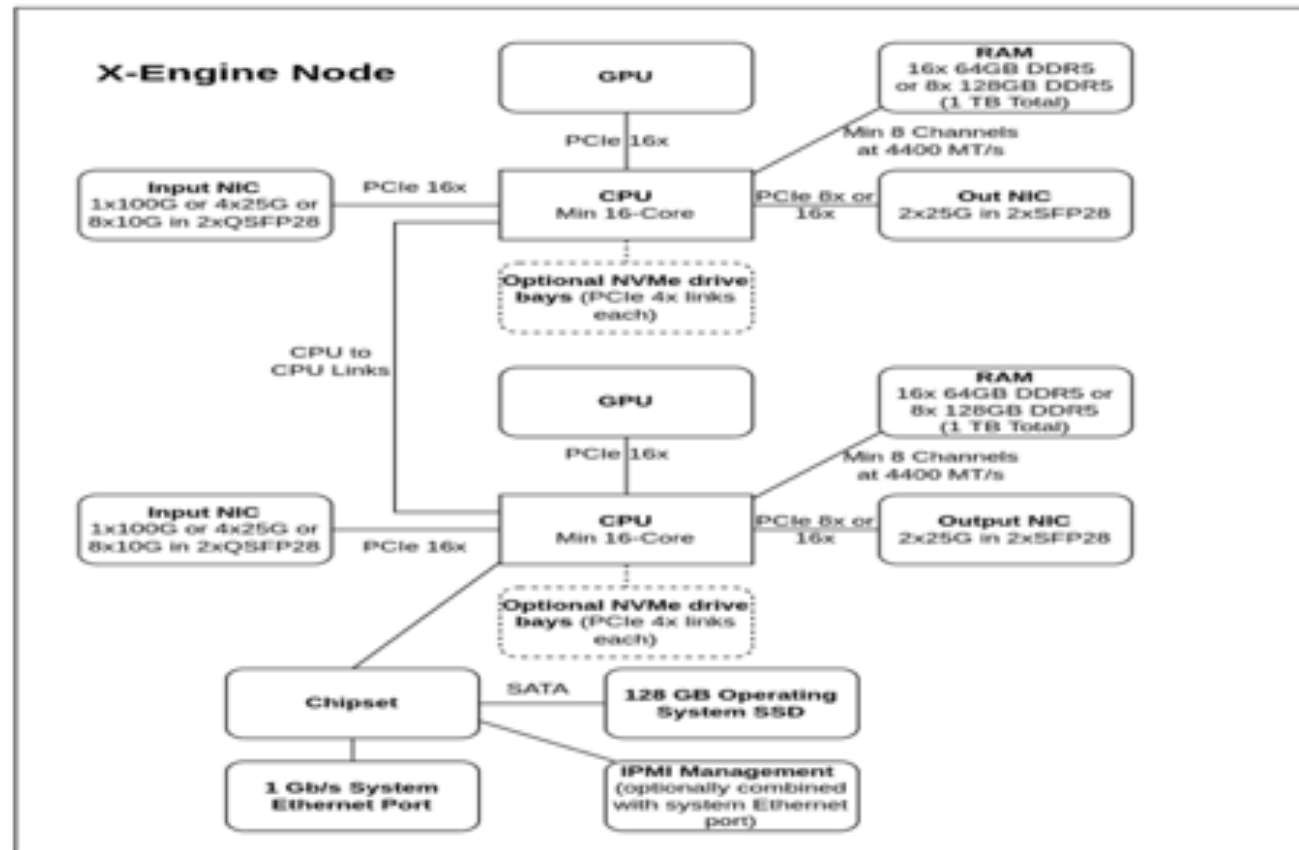 X-Engine Node
GPU
RAM
16x 64GB DDR5
or 8x 128GB DDR5
(1 TB Total)
PCIe 16x
Min 8 Channels
at 4400 MT/s
Input NIC
1x100G or 4x25G or
8x10G in 2xQSFP28
PCIe 16x
CPU
Min 16-Core
PCIe 8x or
16x
Out NIC
2x25G in 2xSFP28
Optional NVMe drive
bays (PCIe 4x links
each)
CPU to
CPU Links
GPU
RAM
16x 64GB DDR5 or
8x 128GB DDR5
(1 TB Total)
PCIe 16x
Min 8 Channels
at 4400 MT/s
Input NIC
1x100G or 4x25G or
8x10G in 2xQSFP28
PCIe 16x
CPU
Min 16-Core
PCIe 8x or
16x
Output NIC
2x25G in 2xSFP28
Optional NVMe drive
bays (PCIe 4x links
each)
Chipset
SATA
128 GB Operating
System SSD
1 Gb/s System
Ethernet Port
IPMI Management
(optionally combined
with system Ethernet
port)